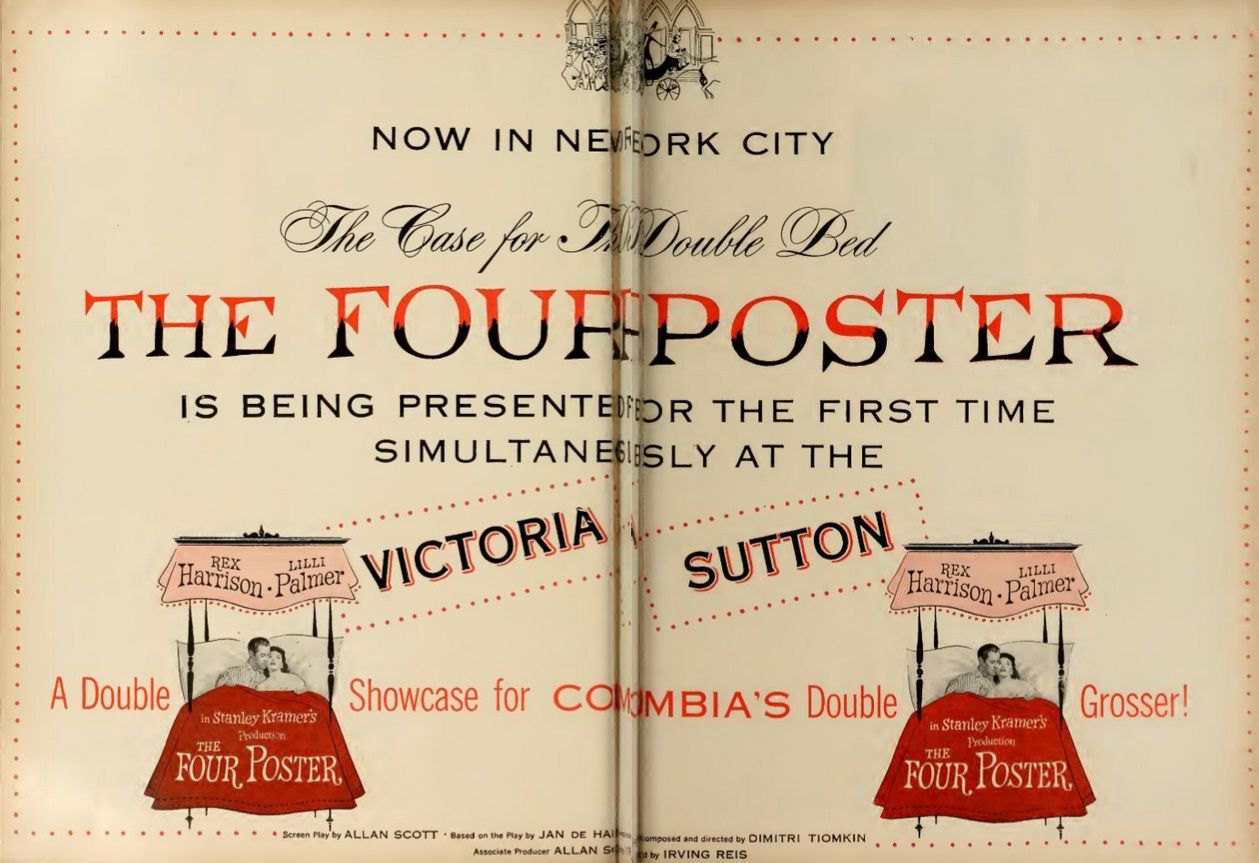 NOW IN NEW YORK CITY
The Case for The Double Bed
THE FOUR POSTER
IS BEING PRESENTED FOR THE FIRST TIME
SIMULTANEOUSLY AT THE
VICTORIA SUTTON
REX LILLI
Harrison · Palmer
REX LILLI
Harrison · Palmer
A Double Showcase for COLUMBIA'S Double Grosser!
in Stanley Kramer's
Production
THE
FOUR POSTER
in Stanley Kramer's
Production
THE
FOUR POSTER
Screen Play by ALLAN SCOTT · Based on the Play by JAN DE composed and directed by DIMITRI TIOMKIN
Associate Producer ALLAN by IRVING REIS